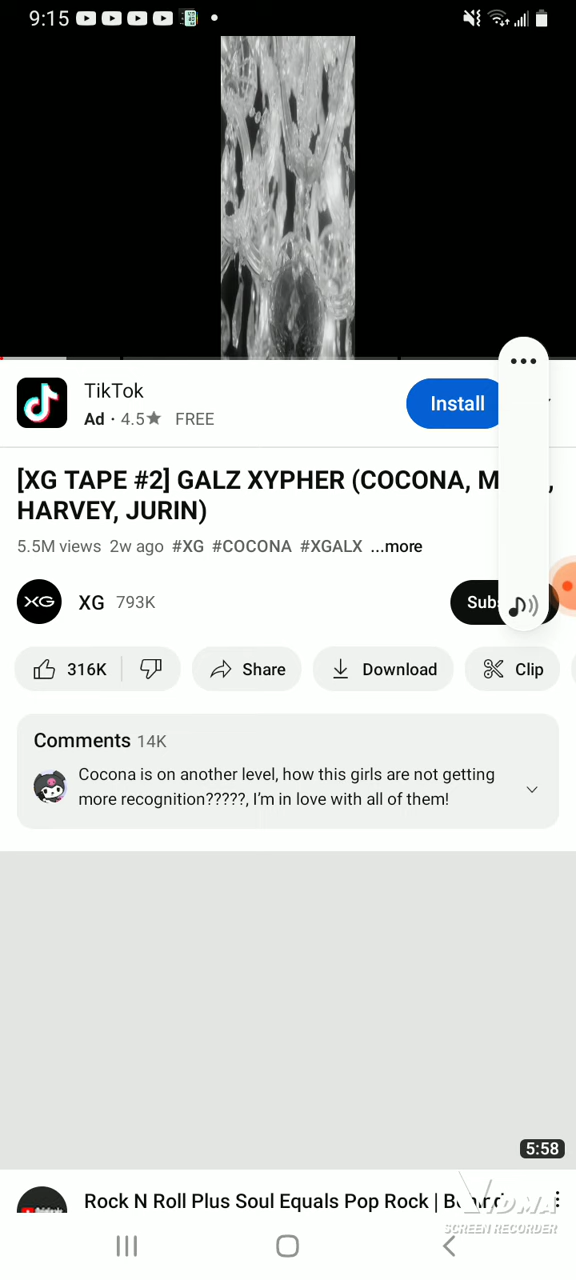 9:15
TikTok
Install
Ad · 4.5★ FREE
[XG TAPE #2] GALZ XYPHER (COCONA,
HARVEY, JURIN)
5.5M views 2w ago #XG #COCONA #XGALX ...more
XG
XG 793K
316K
Share
Download
Clip
Comments 14K
Cocona is on another level, how this girls are not getting
more recognition?????, I'm in love with all of them!
5:58
Rock N Roll Plus Soul Equals Pop Rock |
VIDMA
SCREEN RECORDER